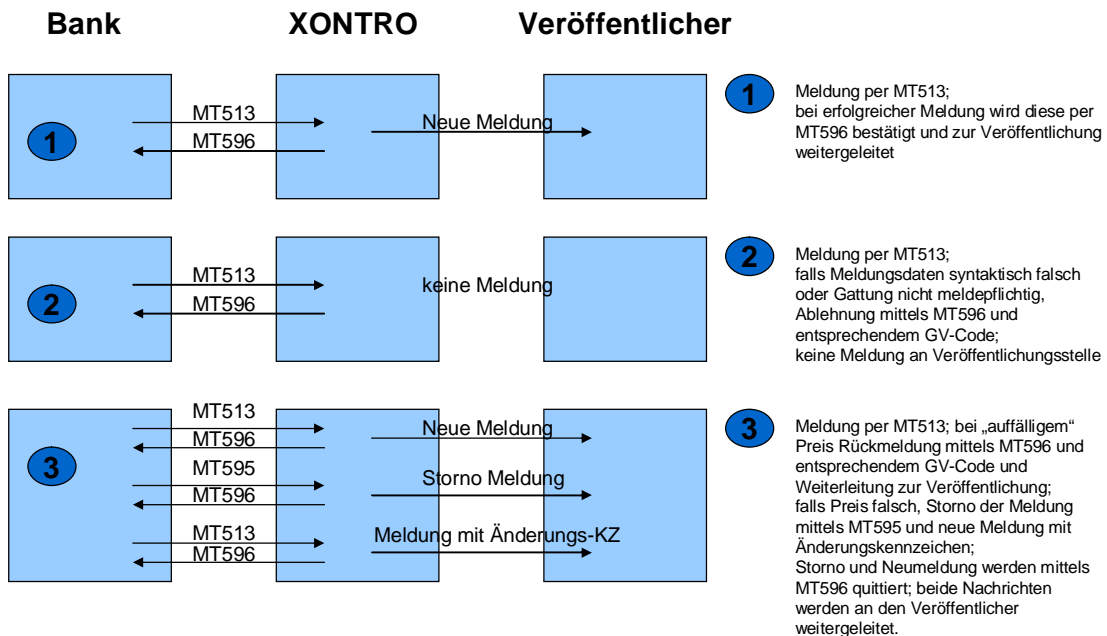 Bank XONTRO Veröffentlicher
1
MT513
MT596
Neue Meldung
1
Meldung per MT513;
bei erfolgreicher Meldung wird diese per
MT596 bestätigt und zur Veröffentlichung
weitergeleitet
2
MT513
MT596
keine Meldung
2
Meldung per MT513;
falls Meldungsdaten syntaktisch falsch
oder Gattung nicht meldepflichtig,
Ablehnung mittels MT596 und
entsprechendem GV-Code;
keine Meldung an Veröffentlichungsstelle
3
MT513
MT596
MT595
MT596
MT513
MT596
Neue Meldung
Storno Meldung
Meldung mit Änderungs-KZ
3
Meldung per MT513; bei „auffälligem“
Preis Rückmeldung mittels MT596 und
entsprechendem GV-Code und
Weiterleitung zur Veröffentlichung;
falls Preis falsch, Storno der Meldung
mittels MT595 und neue Meldung mit
Änderungskennzeichen;
Storno und Neumeldung werden mittels
MT596 quittiert; beide Nachrichten
werden an den Veröffentlicher
weitergeleitet.